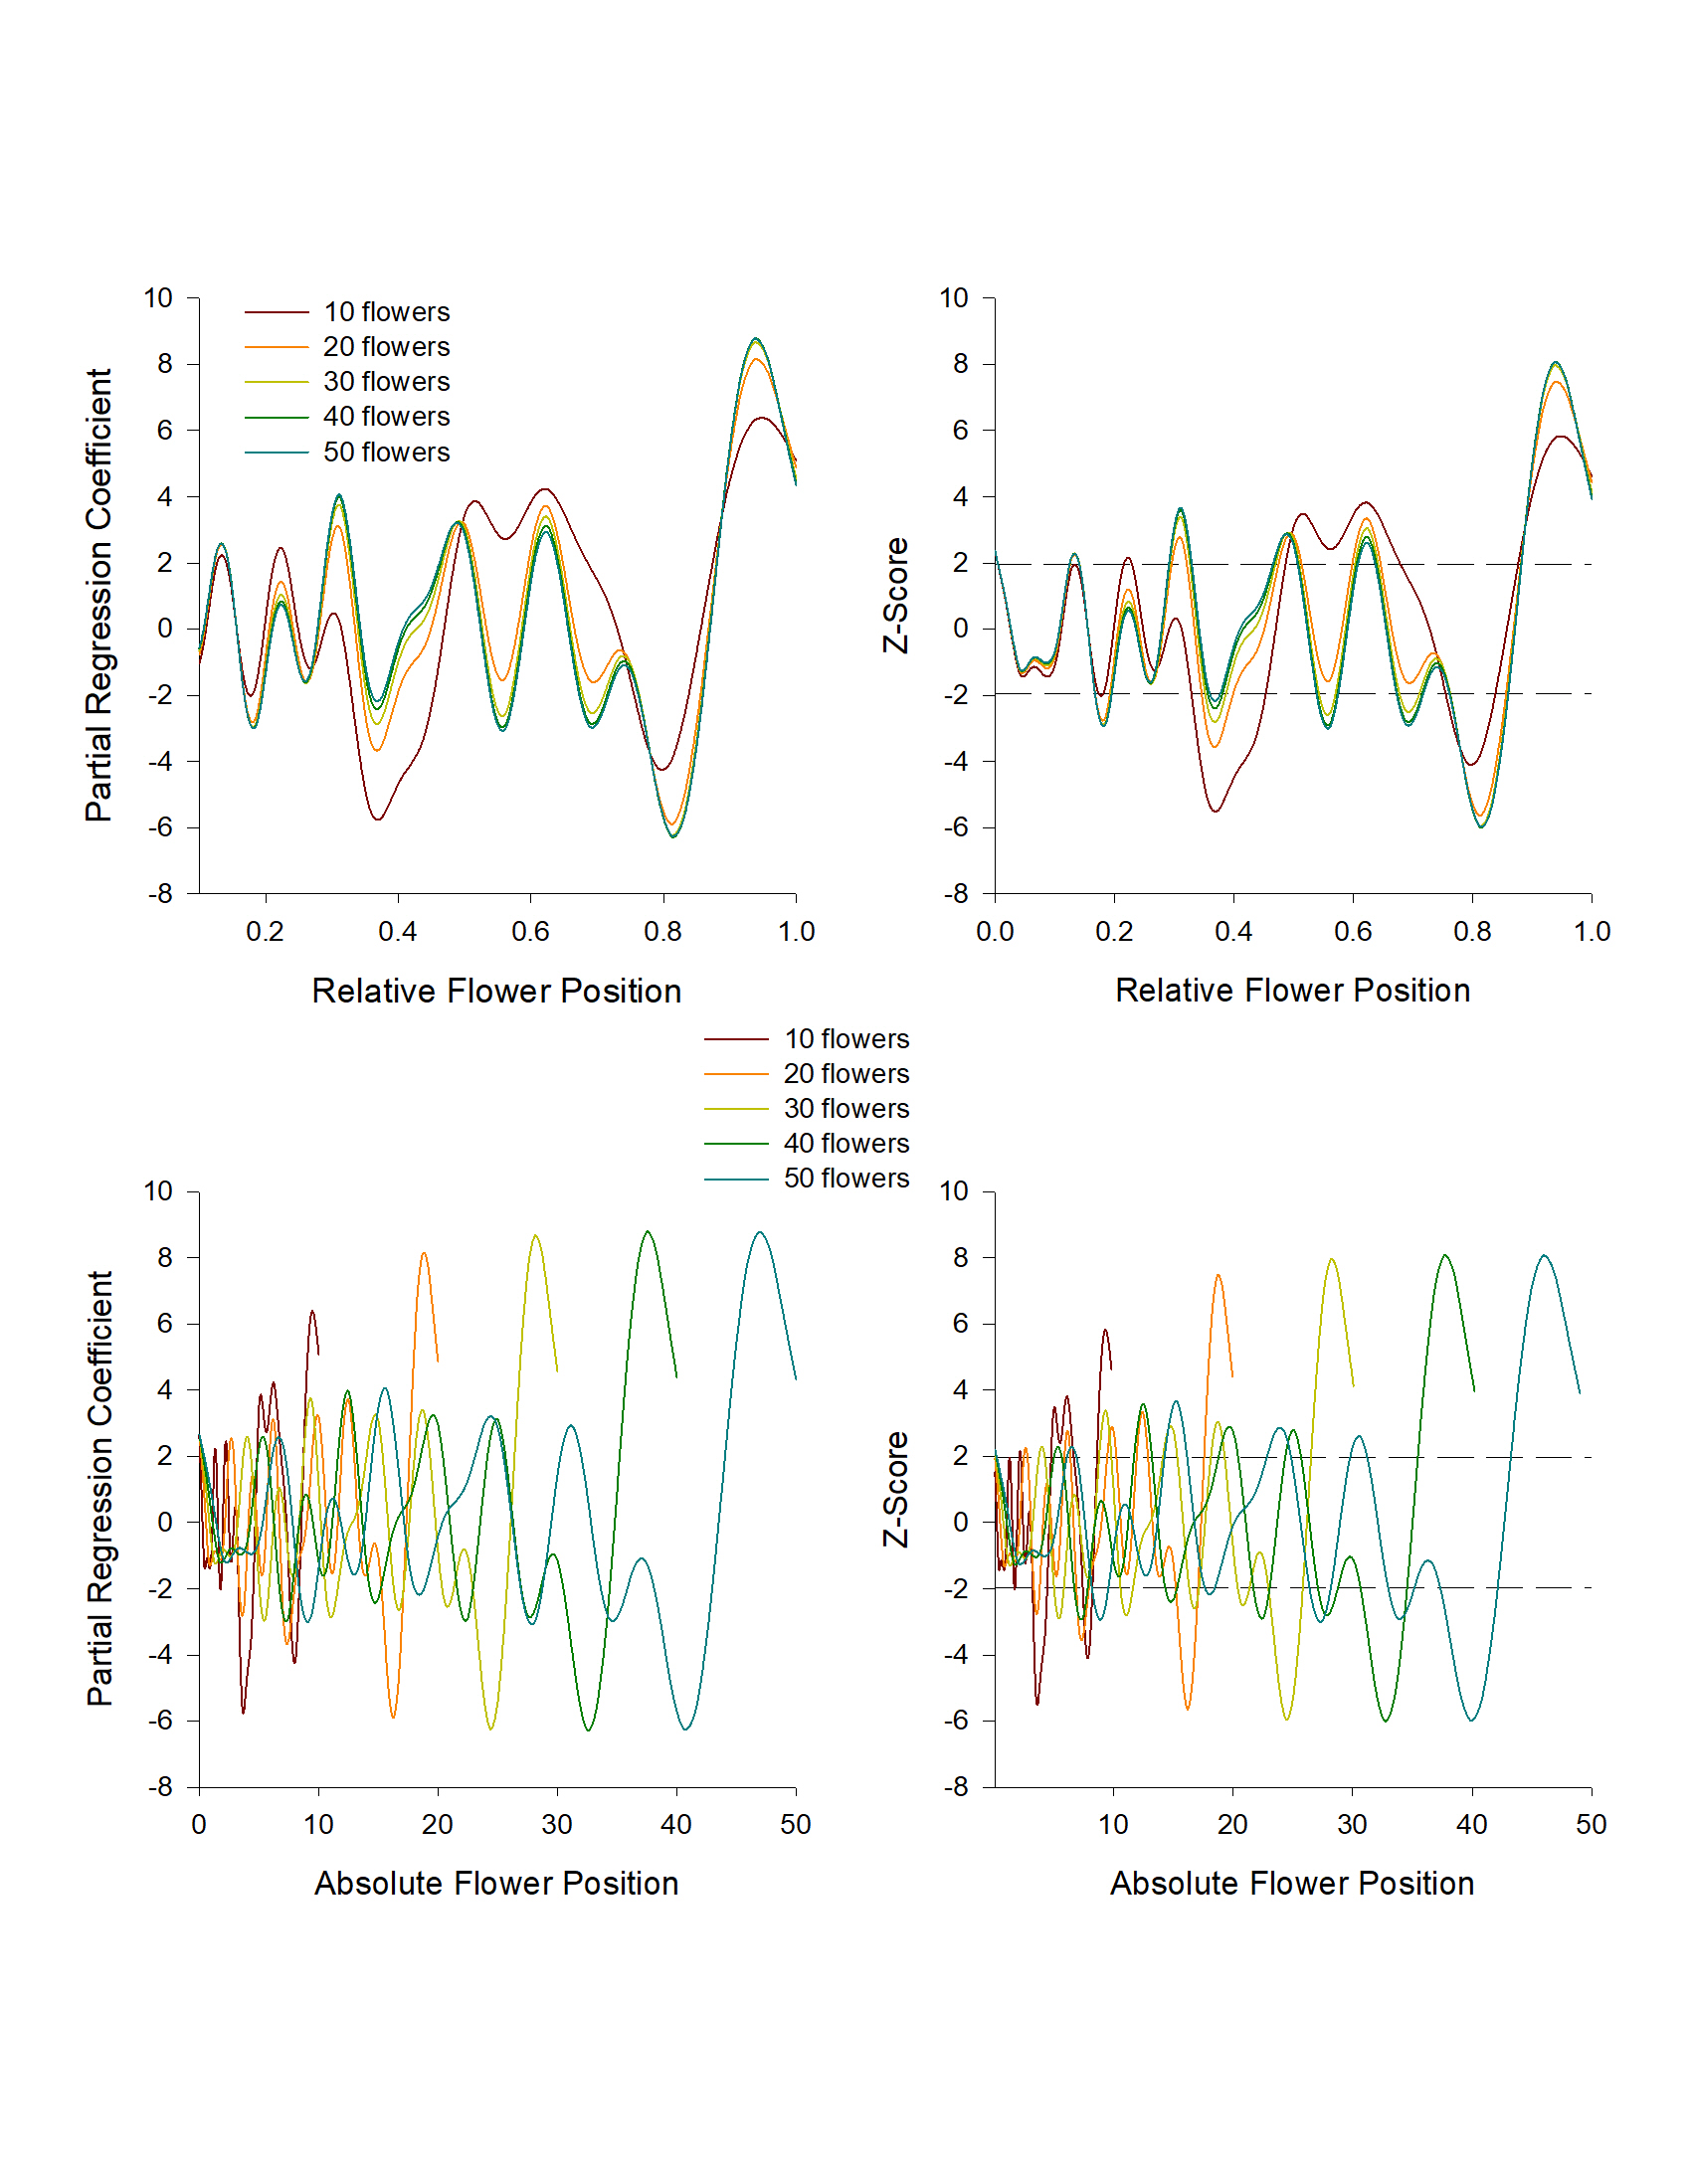 10
8
6
4
2
0
-2
-4
-6
-8
Partial Regression Coefficient
10 flowers
20 flowers
30 flowers
40 flowers
50 flowers
0.2 0.4 0.6 0.8 1.0
Relative Flower Position
10
8
6
4
2
0
-2
-4
-6
-8
Z-Score
0.0 0.2 0.4 0.6 0.8 1.0
Relative Flower Position
10 flowers
20 flowers
30 flowers
40 flowers
50 flowers
10
8
6
4
2
0
-2
-4
-6
-8
Partial Regression Coefficient
0 10 20 30 40 50
Absolute Flower Position
10
8
6
4
2
0
-2
-4
-6
-8
Z-Score
10 20 30 40 50
Absolute Flower Position